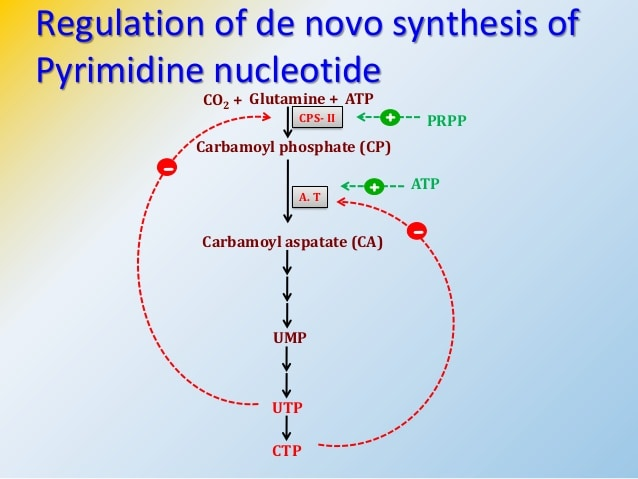 Regulation of de novo synthesis of
Pyrimidine nucleotide
CO₂ + Glutamine + ATP
CPS- II
+
PRPP
Carbamoyl phosphate (CP)
-
ATP
+
A. T
-
Carbamoyl aspatate (CA)
UMP
UTP
CTP